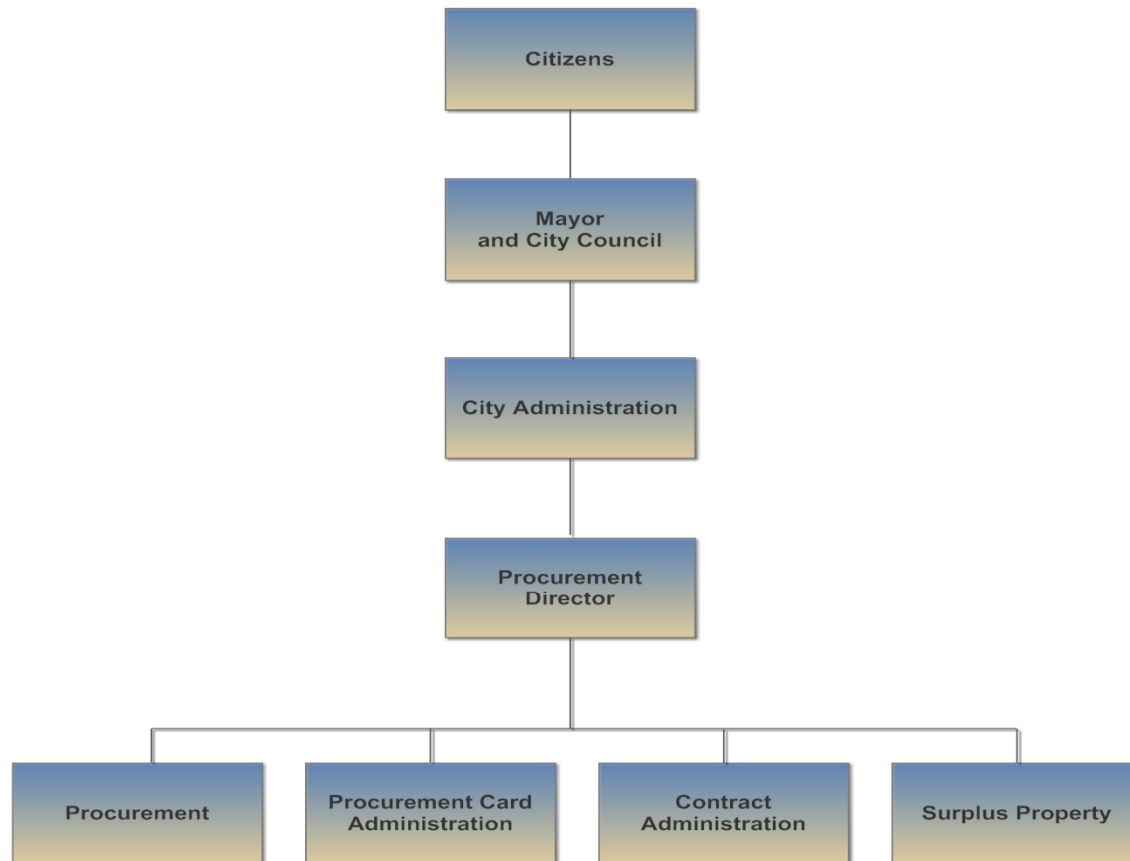 Citizens
Mayor
and City Council
City Administration
Procurement
Director
Procurement
Procurement Card
Administration
Contract
Administration
Surplus Property